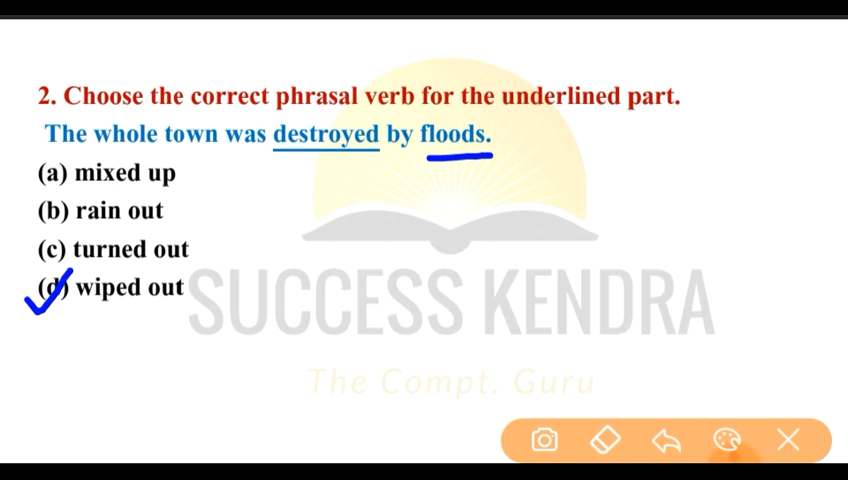 2. Choose the correct phrasal verb for the underlined part.
The whole town was destroyed by floods.
(a) mixed up
(b) rain out
(c) turned out
(d) wiped out
SUCCESS KENDRA
The Compt. Guru